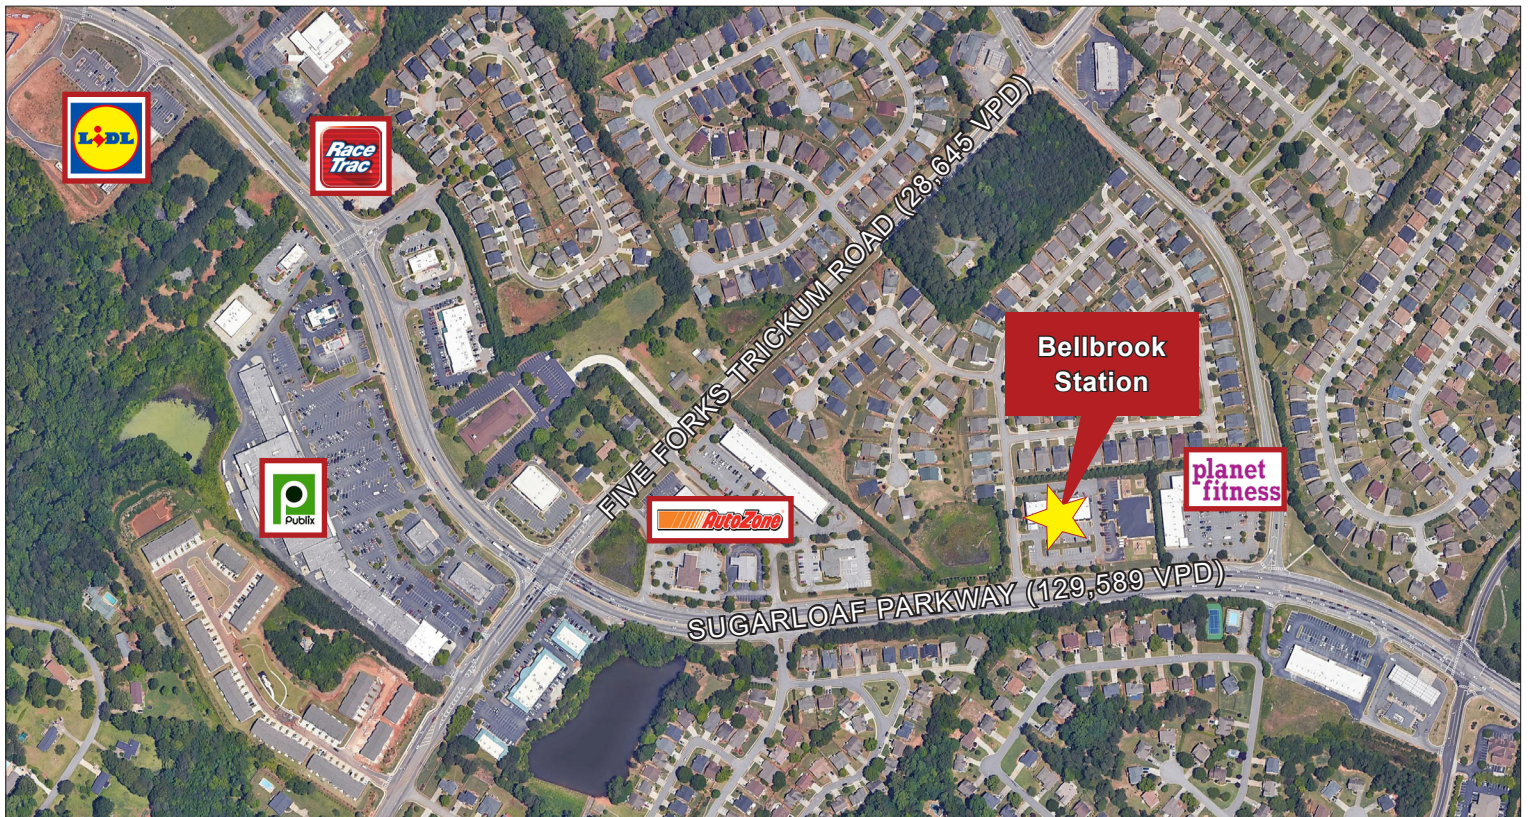 LIDL
Race
Trac
FIVE FORKS TRICKUM ROAD (28,645 VPD)
Bellbrook
Station
planet
fitness
Publix
AutoZone
SUGARLOAF PARKWAY (129,589 VPD)